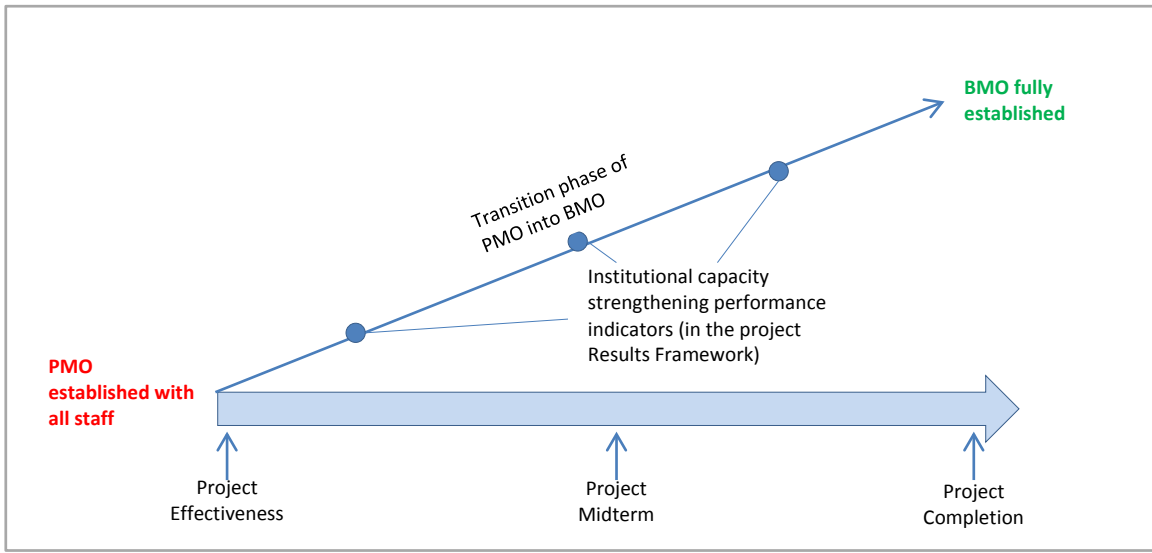 BMO fully
established
Transition phase of
PMO into BMO
Institutional capacity
strengthening performance
indicators (in the project
Results Framework)
PMO
established with
all staff
Project
Effectiveness
Project
Midterm
Project
Completion